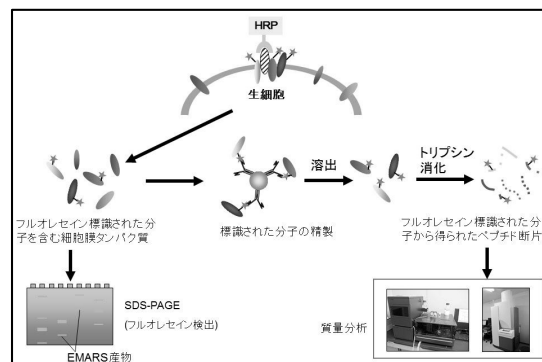 HRP
生細胞
溶出
トリプシン
消化
フルオレセイン標識された分
子を含む細胞膜タンパク質
標識された分子の精製
フルオレセイン標識された分
子から得られたペプチド断片
SDS-PAGE
(フルオレセイン検出)
EMARS産物
質量分析